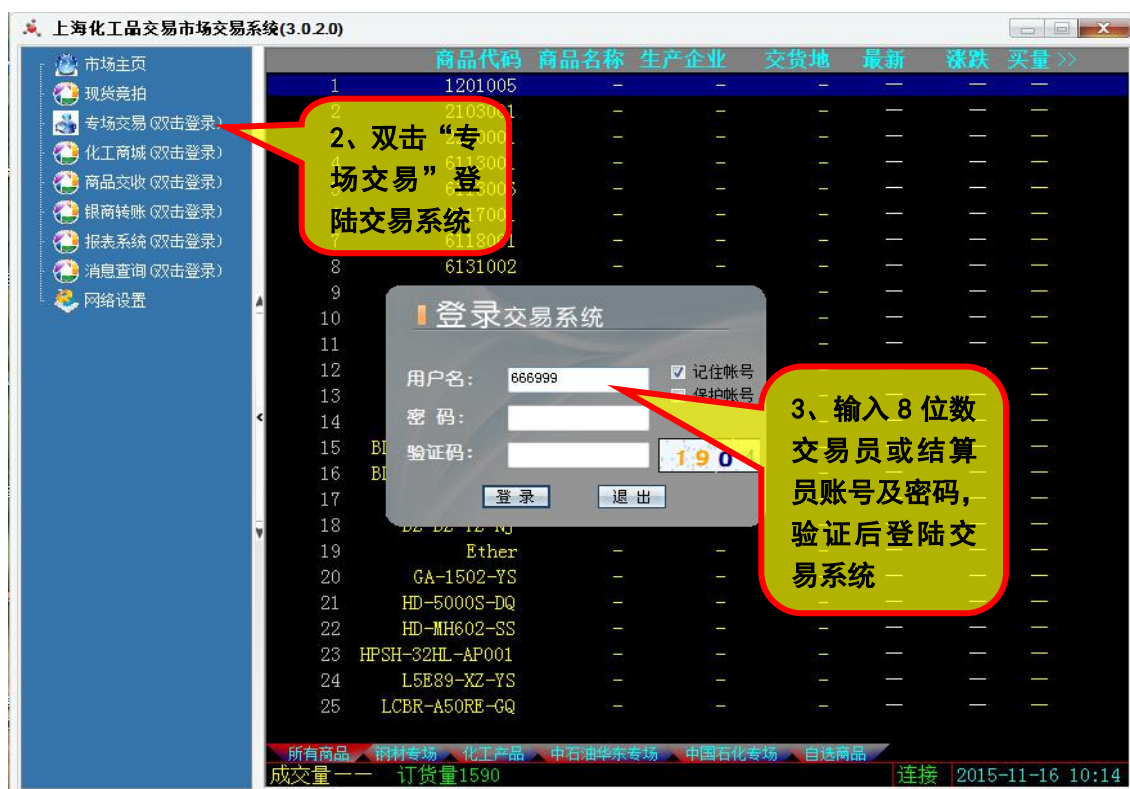 上海化工品交易市场交易系统(3.0.2.0)
市场主页
现货竞拍
专场交易(双击登录)
化工商城(双击登录)
商品交收(双击登录)
银商转账(双击登录)
报表系统(双击登录)
消息查询(双击登录)
网络设置
商品代码 商品名称 生产企业 交货地 最新 涨跌 买量>>
1 1201005 － － － — — —
2、双击“专
场交易”登
陆交易系统
8 6131002 － － － — — —
9 － — — —
10 － — — —
11 － — — —
12
13
14
15
16
17
18
19 Ether － －
20 GA-1502-YS － － — —
21 HD-5000S-DQ － － － — — —
22 HD-MH602-SS － － － — — —
23 HPSH-32HL-AP001 － － － — — —
24 L5E89-XZ-YS － － － — — —
25 LCBR-A50RE-GQ － － － — — —
登录交易系统
用户名: 666999 记住帐号
保护帐号
密 码:
验证码: 190
登 录 退 出
3、输入 8 位数
交易员或结算
员账号及密码，
验证后登陆交
易系统
所有商品 钢材专场 化工产品 中石油华东专场 中国石化专场 自选商品
成交量—— 订货量1590 连接 2015-11-16 10:14